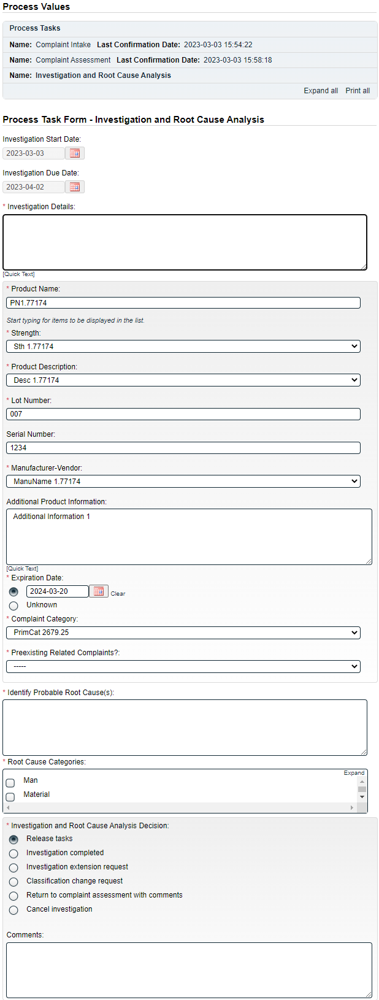 Process Values
Process Tasks
Name: Complaint Intake Last Confirmation Date: 2023-03-03 15:54:22
Name: Complaint Assessment Last Confirmation Date: 2023-03-03 15:58:18
Name: Investigation and Root Cause Analysis
Expand all Print all
Process Task Form - Investigation and Root Cause Analysis
Investigation Start Date:
2023-03-03
Investigation Due Date:
2023-04-02
* Investigation Details:
[Quick Text]
* Product Name:
PN1.77174
Start typing for items to be displayed in the list.
* Strength:
Sth 1.77174
* Product Description:
Desc 1.77174
* Lot Number:
007
Serial Number:
1234
* Manufacturer-Vendor:
ManuName 1.77174
Additional Product Information:
Additional Information 1
[Quick Text]
* Expiration Date:
2024-03-20 Clear
Unknown
* Complaint Category:
PrimCat 2679.25
* Preexisting Related Complaints?:
-----
* Identify Probable Root Cause(s):
* Root Cause Categories:
Expand
Man
Material
* Investigation and Root Cause Analysis Decision:
Release tasks
Investigation completed
Investigation extension request
Classification change request
Return to complaint assessment with comments
Cancel investigation
Comments: